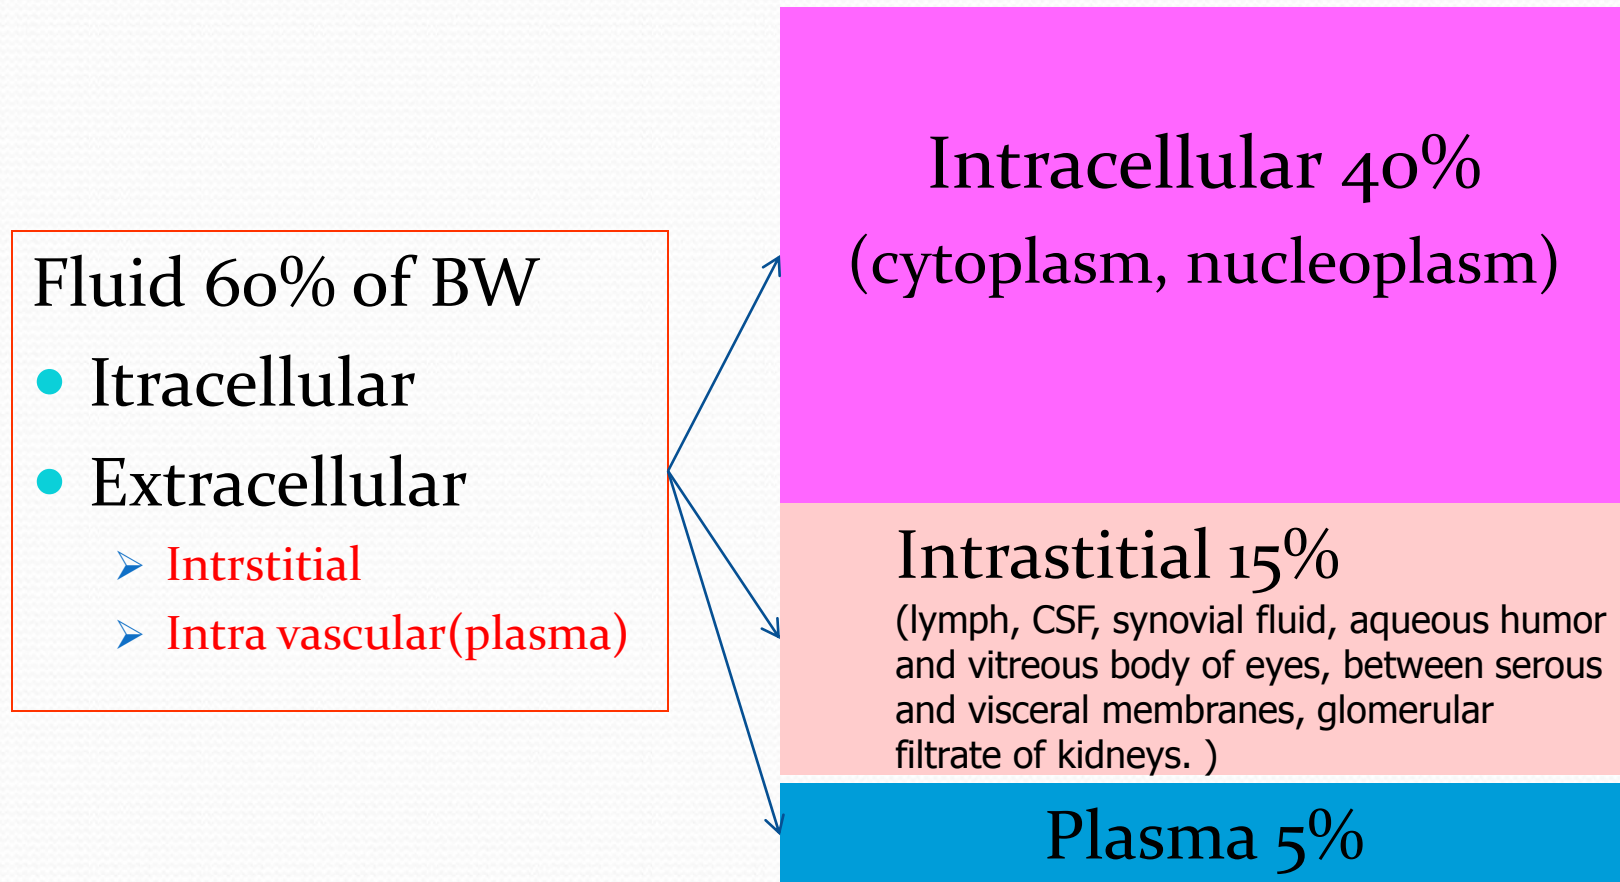 Fluid 60% of BW
Itracellular
Extracellular
Intrstitial
Intra vascular(plasma)
Intracellular 40%
(cytoplasm, nucleoplasm)
Intrastitial 15%
(lymph, CSF, synovial fluid, aqueous humor
and vitreous body of eyes, between serous
and visceral membranes, glomerular
filtrate of kidneys. )
Plasma 5%